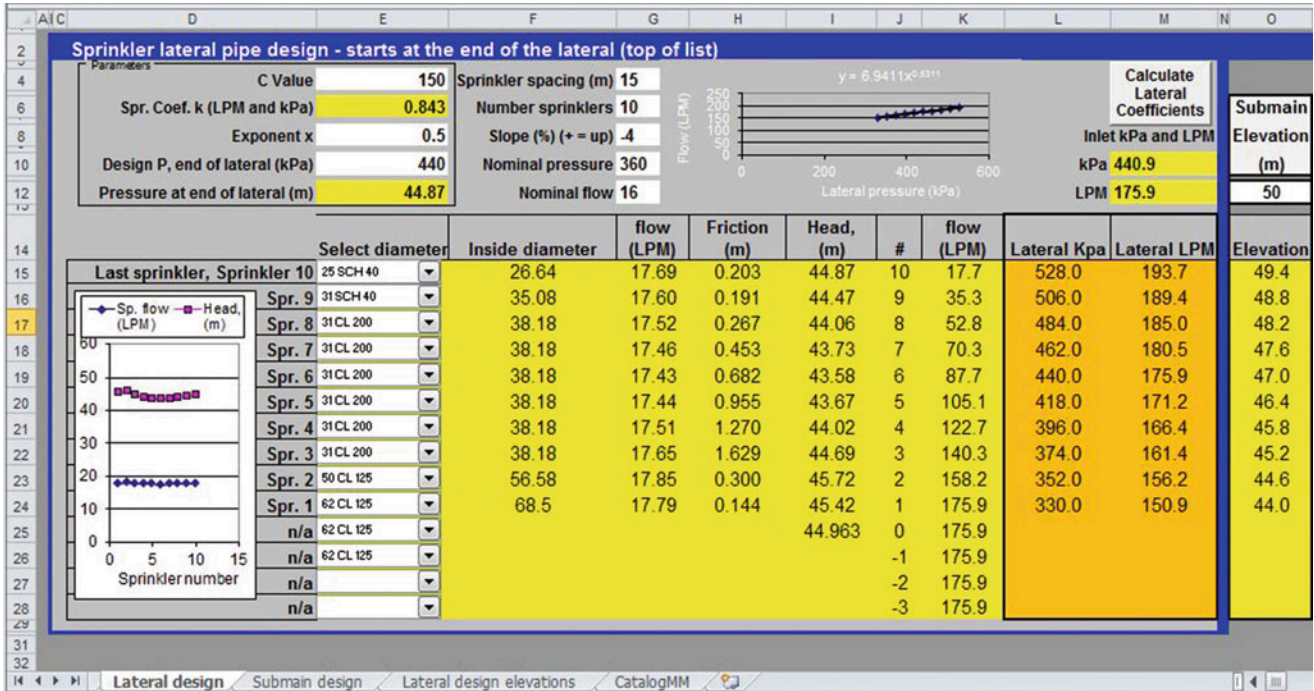 A C D E F G H I J K L M N O
2 Sprinkler lateral pipe design - starts at the end of the lateral (top of list)
Parameters
4 C Value 150 Sprinkler spacing (m) 15 y = 6.9411x^0.5311 Calculate Lateral Coefficients
6 Spr. Coef. k (LPM and kPa) 0.843 Number sprinklers 10 Submain
8 Exponent x 0.5 Slope (%) (+ = up) -4 Inlet kPa and LPM Elevation
10 Design P, end of lateral (kPa) 440 Nominal pressure 360 kPa 440.9 (m)
12 Pressure at end of lateral (m) 44.87 Nominal flow 16 LPM 175.9 50
Flow (LPM)
250
200
150
100
50
0
0 200 400 600
Lateral pressure (kPa)
14 Select diameter Inside diameter flow (LPM) Friction (m) Head, (m) # flow (LPM) Lateral Kpa Lateral LPM Elevation
15 Last sprinkler, Sprinkler 10 25 SCH 40 26.64 17.69 0.203 44.87 10 17.7 528.0 193.7 49.4
16 Spr. 9 31SCH 40 35.08 17.60 0.191 44.47 9 35.3 506.0 189.4 48.8
17 Spr. 8 31CL 200 38.18 17.52 0.267 44.06 8 52.8 484.0 185.0 48.2
18 Spr. 7 31CL 200 38.18 17.46 0.453 43.73 7 70.3 462.0 180.5 47.6
19 Spr. 6 31CL 200 38.18 17.43 0.682 43.58 6 87.7 440.0 175.9 47.0
20 Spr. 5 31CL 200 38.18 17.44 0.955 43.67 5 105.1 418.0 171.2 46.4
21 Spr. 4 31CL 200 38.18 17.51 1.270 44.02 4 122.7 396.0 166.4 45.8
22 Spr. 3 31CL 200 38.18 17.65 1.629 44.69 3 140.3 374.0 161.4 45.2
23 Spr. 2 50 CL 125 56.58 17.85 0.300 45.72 2 158.2 352.0 156.2 44.6
24 Spr. 1 62 CL 125 68.5 17.79 0.144 45.42 1 175.9 330.0 150.9 44.0
25 n/a 62 CL 125 44.963 0 175.9
26 n/a 62 CL 125 -1 175.9
27 n/a -2 175.9
28 n/a -3 175.9
29
31
32
Sp. flow (LPM) Head, (m)
60
50
40
30
20
10
0
0 5 10 15
Sprinkler number
Lateral design Submain design Lateral design elevations CatalogMM